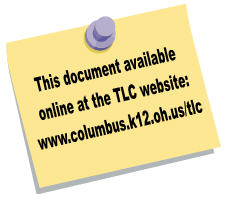 This document available
online at the TLC website:
www.columbus.k12.oh.us/tlc